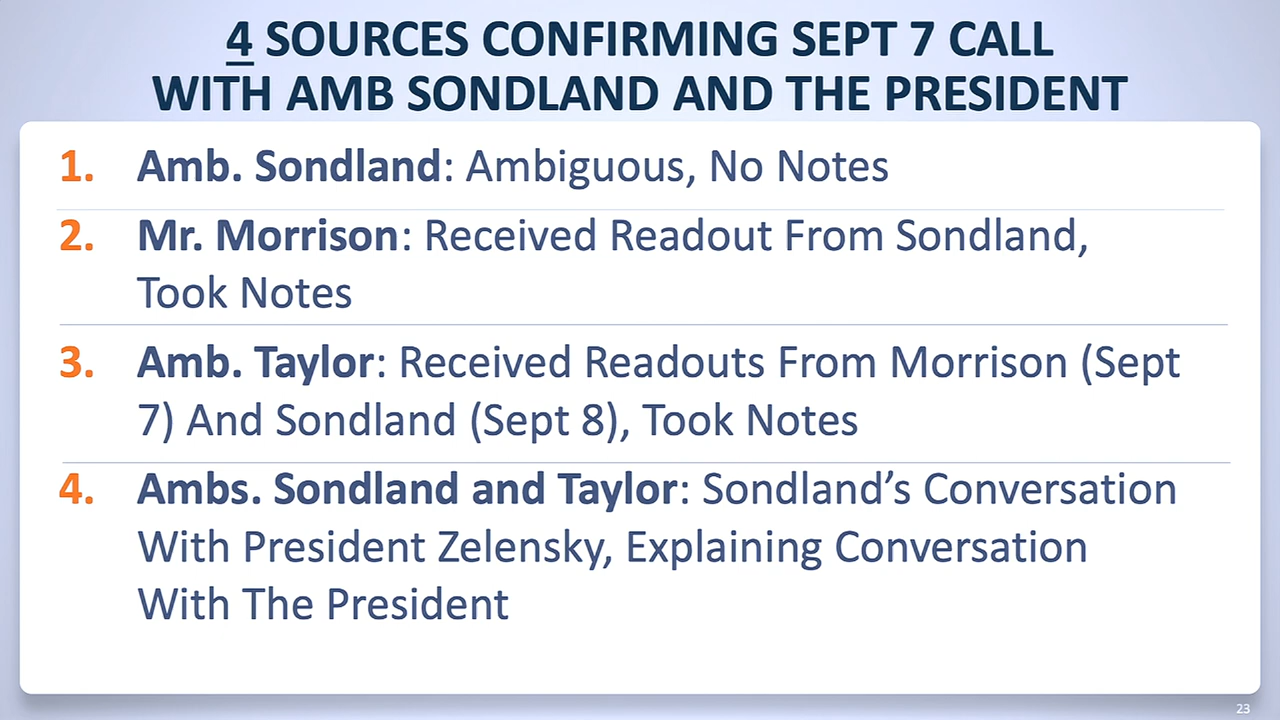 4 SOURCES CONFIRMING SEPT 7 CALL
WITH AMB SONDLAND AND THE PRESIDENT
1. Amb. Sondland: Ambiguous, No Notes
2. Mr. Morrison: Received Readout From Sondland,
Took Notes
3. Amb. Taylor: Received Readouts From Morrison (Sept
7) And Sondland (Sept 8), Took Notes
4. Ambs. Sondland and Taylor: Sondland’s Conversation
With President Zelensky, Explaining Conversation
With The President
23